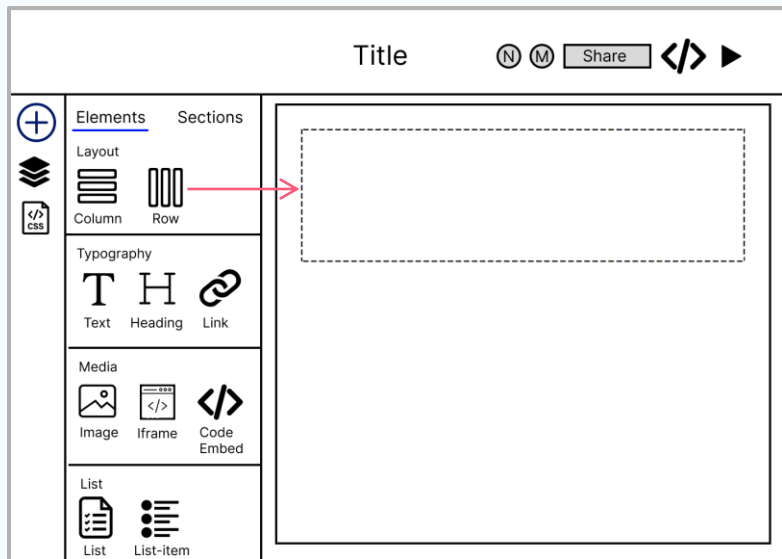 Title
N M Share </>
Elements Sections
Layout
Column Row
</>
CSS
Typography
T H
Text Heading Link
Media
</> </>
Image Iframe Code
Embed
List
List List-item